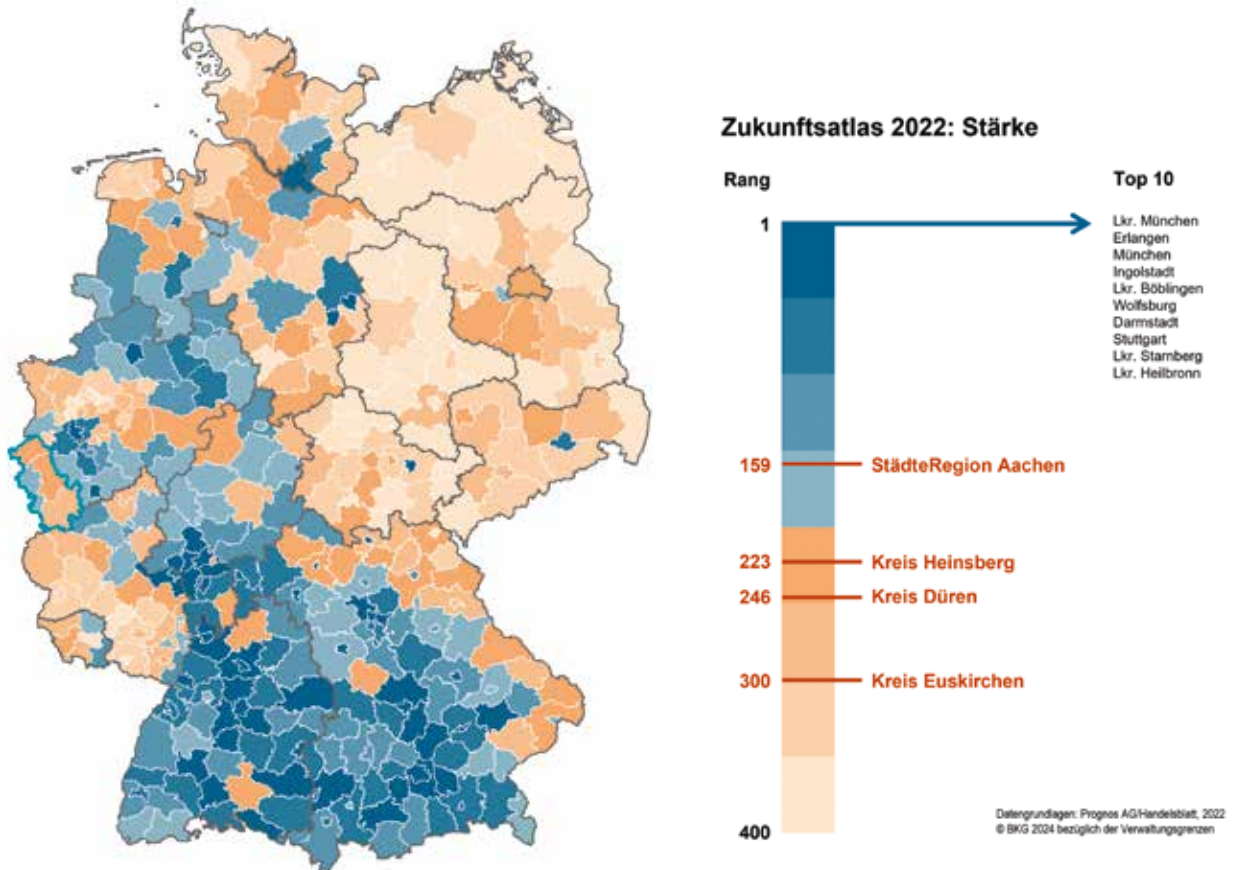 Zukunftsatlas 2022: Stärke
Rang
Top 10
1
Lkr. München
Erlangen
München
Ingolstadt
Lkr. Böblingen
Wolfsburg
Darmstadt
Stuttgart
Lkr. Starnberg
Lkr. Heilbronn
159 StädteRegion Aachen
223 Kreis Heinsberg
246 Kreis Düren
300 Kreis Euskirchen
400
Datengrundlagen: Prognos AG/Handelsblatt, 2022
© BKG 2024 bezüglich der Verwaltungsgrenzen